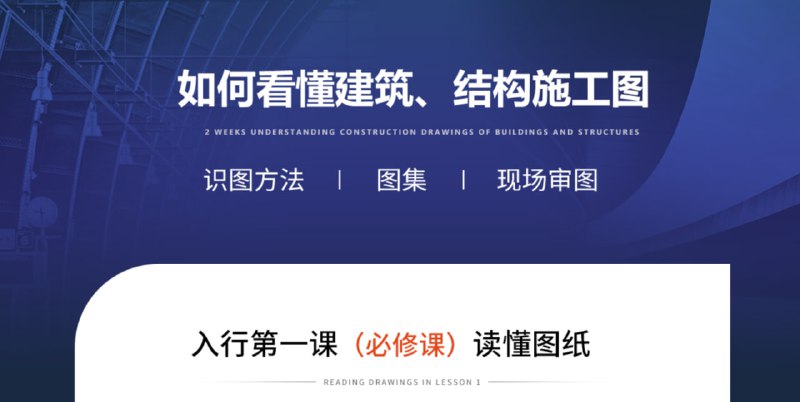 如何看懂建筑、结构施工图
2 WEEKS UNDERSTANDING CONSTRUCTION DRAWINGS OF BUILDINGS AND STRUCTURES
识图方法 | 图集 | 现场审图
入行第一课（必修课）读懂图纸
READING DRAWINGS IN LESSON 1